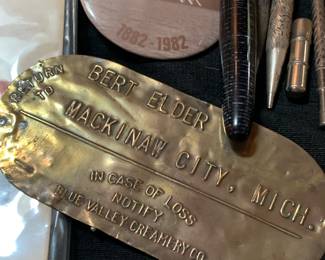 1882-1982
RETURN
TO
BERT ELDER
MACKINAW CITY, MICH.
IN CASE OF LOSS
NOTIFY
BLUE VALLEY CREAMERY CO.